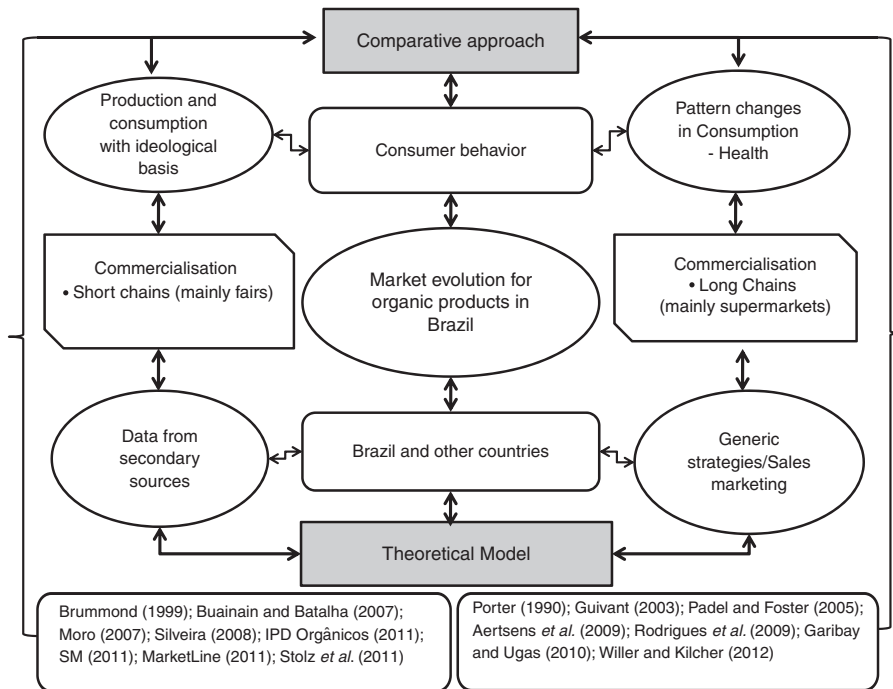 Comparative approach
Production and
consumption
with ideological
basis
Consumer behavior
Pattern changes
in Consumption
- Health
Commercialisation
• Short chains (mainly fairs)
Market evolution for
organic products in
Brazil
Commercialisation
• Long Chains
(mainly supermarkets)
Data from
secondary
sources
Brazil and other countries
Generic
strategies/Sales
marketing
Theoretical Model
Brummond (1999); Buainain and Batalha (2007);
Moro (2007); Silveira (2008); IPD Orgânicos (2011);
SM (2011); MarketLine (2011); Stolz et al. (2011)
Porter (1990); Guivant (2003); Padel and Foster (2005);
Aertsens et al. (2009); Rodrigues et al. (2009); Garibay
and Ugas (2010); Willer and Kilcher (2012)